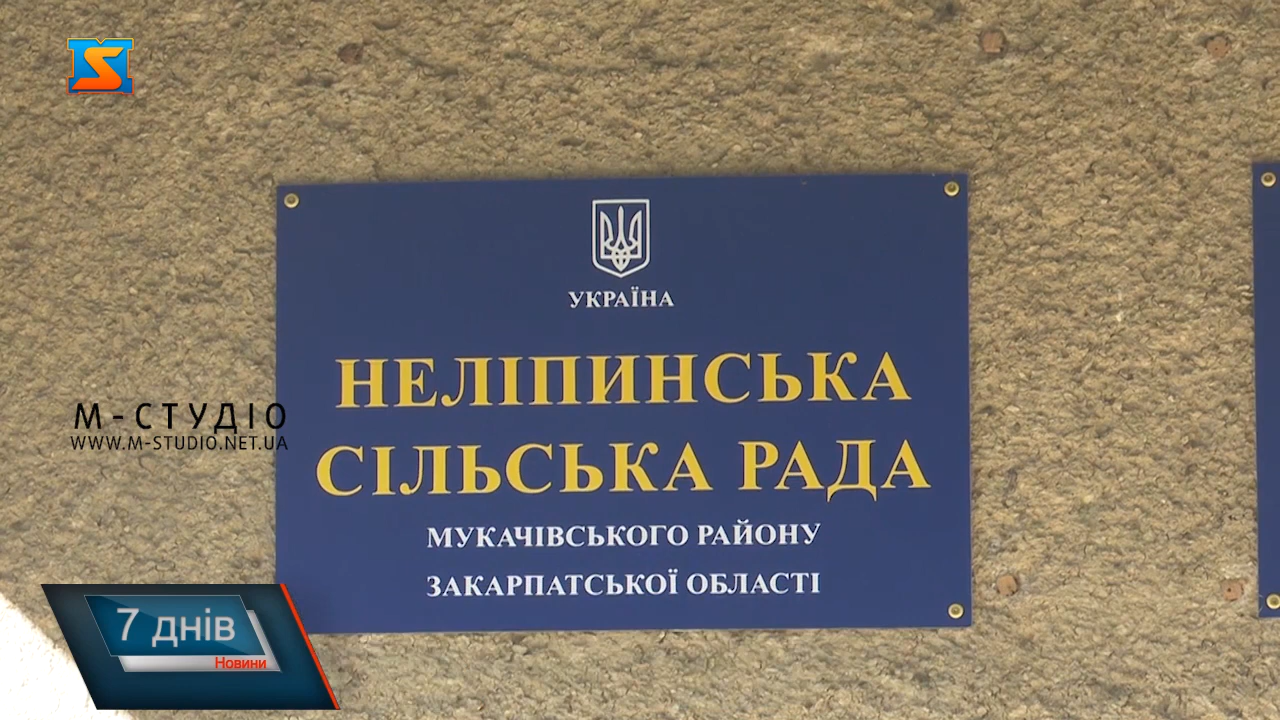 УКРАЇНА
НЕЛІПИНСЬКА
СІЛЬСЬКА РАДА
МУКАЧІВСЬКОГО РАЙОНУ
ЗАКАРПАТСЬКОЇ ОБЛАСТІ
М-СТУДІО
WWW.M-STUDIO.NET.UA
7 днів
Новини